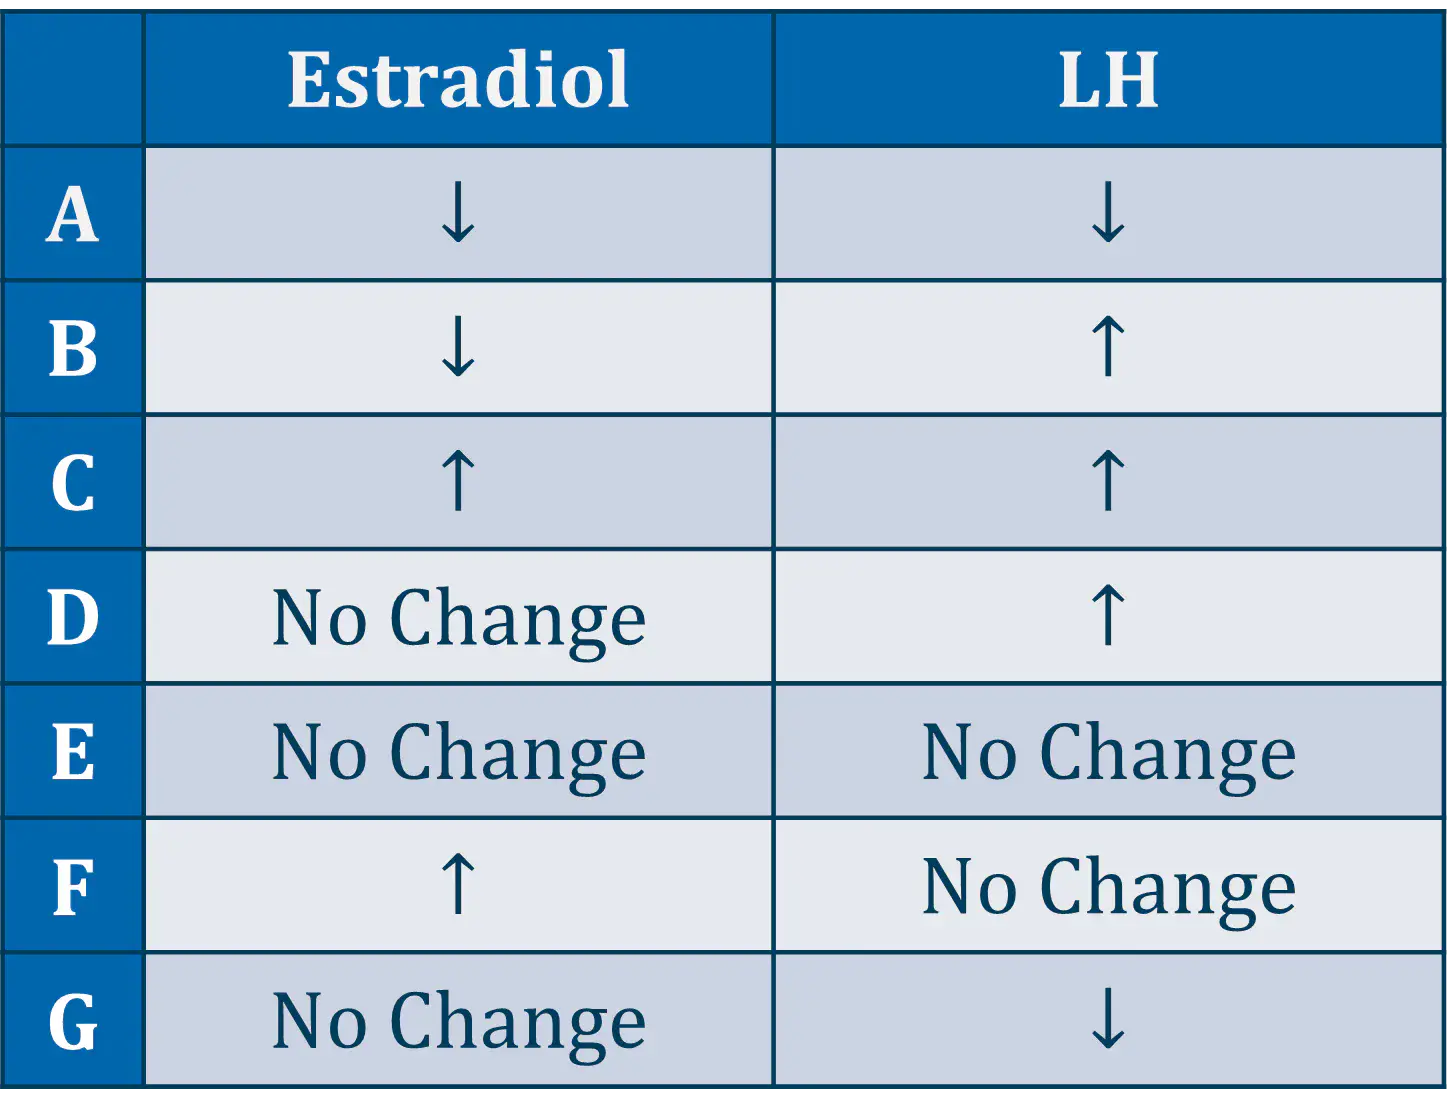 Estradiol LH
A ↓ ↓
B ↓ ↑
C ↑ ↑
D No Change ↑
E No Change No Change
F ↑ No Change
G No Change ↓